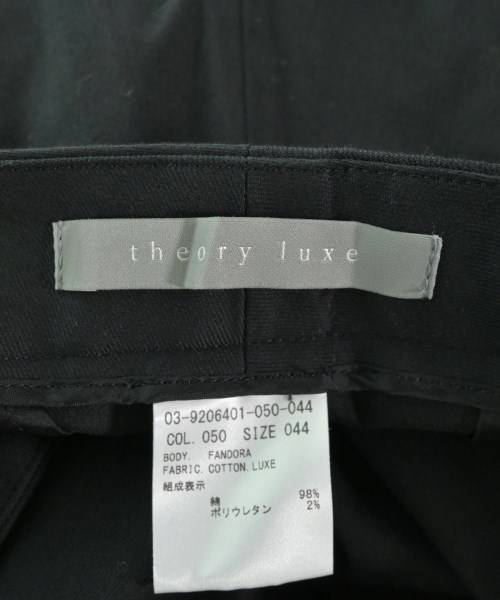 theory luxe
03-9206401-050-044
COL. 050 SIZE 044
BODY. FANDORA
FABRIC. COTTON. LUXE
組成表示
綿 98%
ポリウレタン 2%